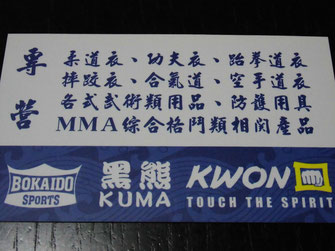 專營
柔道衣、功夫衣、跆拳道衣
摔跤衣、合氣道、空手道衣
各式武術類用品、防護用具
MMA綜合格鬥類相関產品
BOKAIDO
SPORTS
黑熊
KUMA
KWON
TOUCH THE SPIRIT